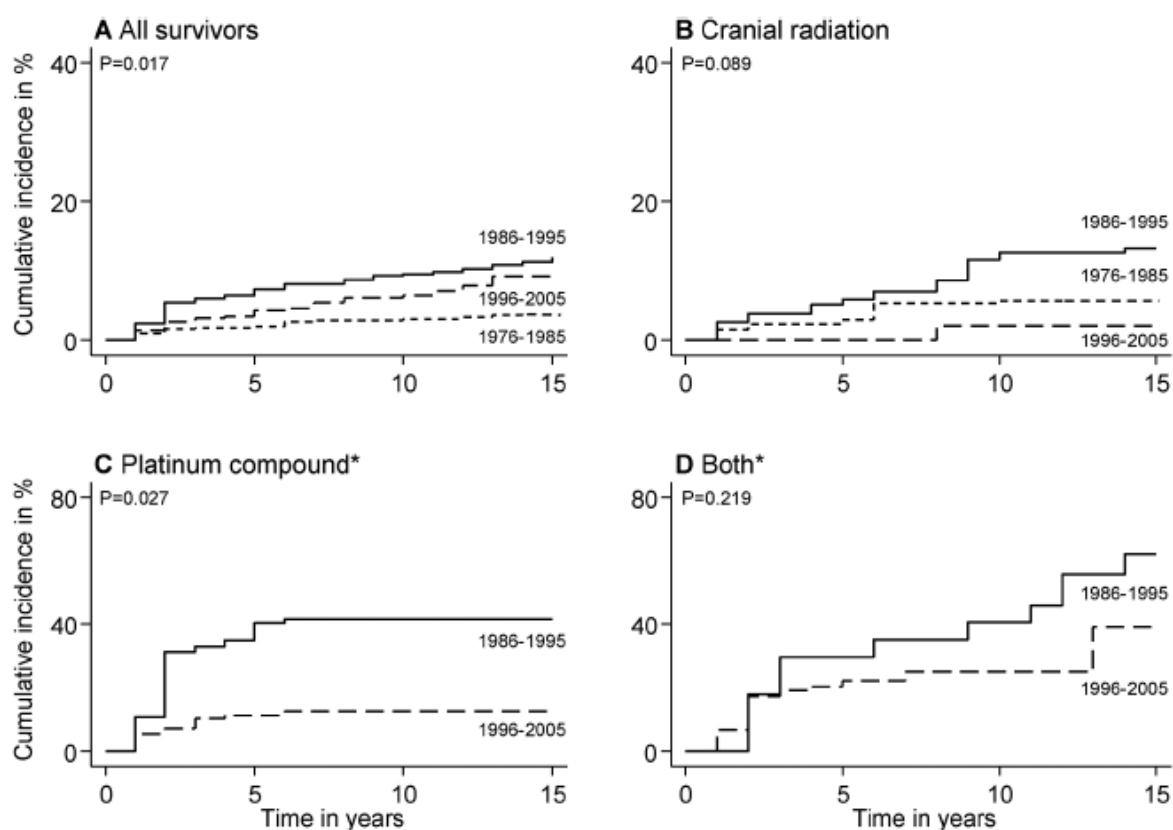 A All survivors
P=0.017
Cumulative incidence in %
40
20
0
1986-1995
1996-2005
1976-1985
0 5 10 15
B Cranial radiation
P=0.089
40
20
0
1986-1995
1976-1985
1996-2005
0 5 10 15
C Platinum compound*
P=0.027
Cumulative incidence in %
80
40
0
1986-1995
1996-2005
0 5 10 15
Time in years
D Both*
P=0.219
80
40
0
1986-1995
1996-2005
0 5 10 15
Time in years